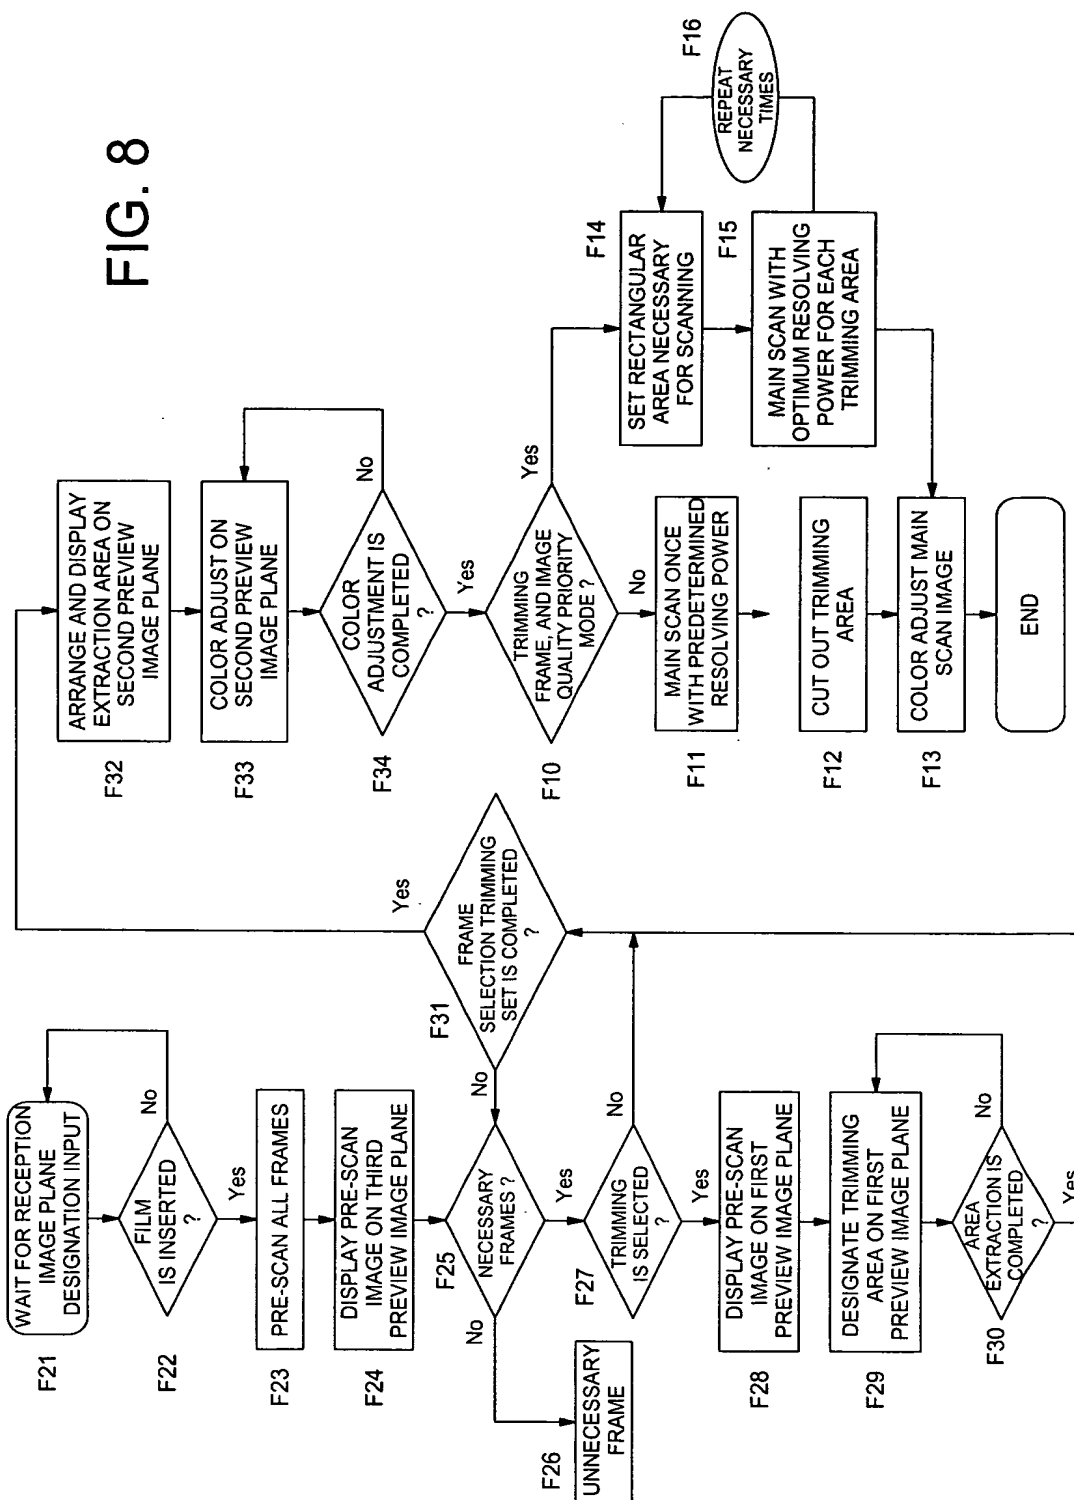 FIG. 8
F21
WAIT FOR RECEPTION
IMAGE PLANE
DESIGNATION INPUT
F22
FILM
IS INSERTED
?
No
Yes
F23
PRE-SCAN ALL FRAMES
F24
DISPLAY PRE-SCAN
IMAGE ON THIRD
PREVIEW IMAGE PLANE
F25
NECESSARY
FRAMES ?
No
Yes
F26
UNNECESSARY
FRAME
F27
TRIMMING
IS SELECTED
?
No
Yes
F28
DISPLAY PRE-SCAN
IMAGE ON FIRST
PREVIEW IMAGE PLANE
F29
DESIGNATE TRIMMING
AREA ON FIRST
PREVIEW IMAGE PLANE
F30
AREA
EXTRACTION IS
COMPLETED
?
No
Yes
F31
FRAME
SELECTION TRIMMING
SET IS COMPLETED
?
No
Yes
F32
ARRANGE AND DISPLAY
EXTRACTION AREA ON
SECOND PREVIEW
IMAGE PLANE
F33
COLOR ADJUST ON
SECOND PREVIEW
IMAGE PLANE
F34
COLOR
ADJUSTMENT IS
COMPLETED
?
No
Yes
F10
TRIMMING
FRAME, AND IMAGE
QUALITY PRIORITY
MODE ?
Yes
No
F11
MAIN SCAN ONCE
WITH PREDETERMINED
RESOLVING POWER
F12
CUT OUT TRIMMING
AREA
F13
COLOR ADJUST MAIN
SCAN IMAGE
END
F14
SET RECTANGULAR
AREA NECESSARY
FOR SCANNING
F15
MAIN SCAN WITH
OPTIMUM RESOLVING
POWER FOR EACH
TRIMMING AREA
F16
REPEAT
NECESSARY
TIMES